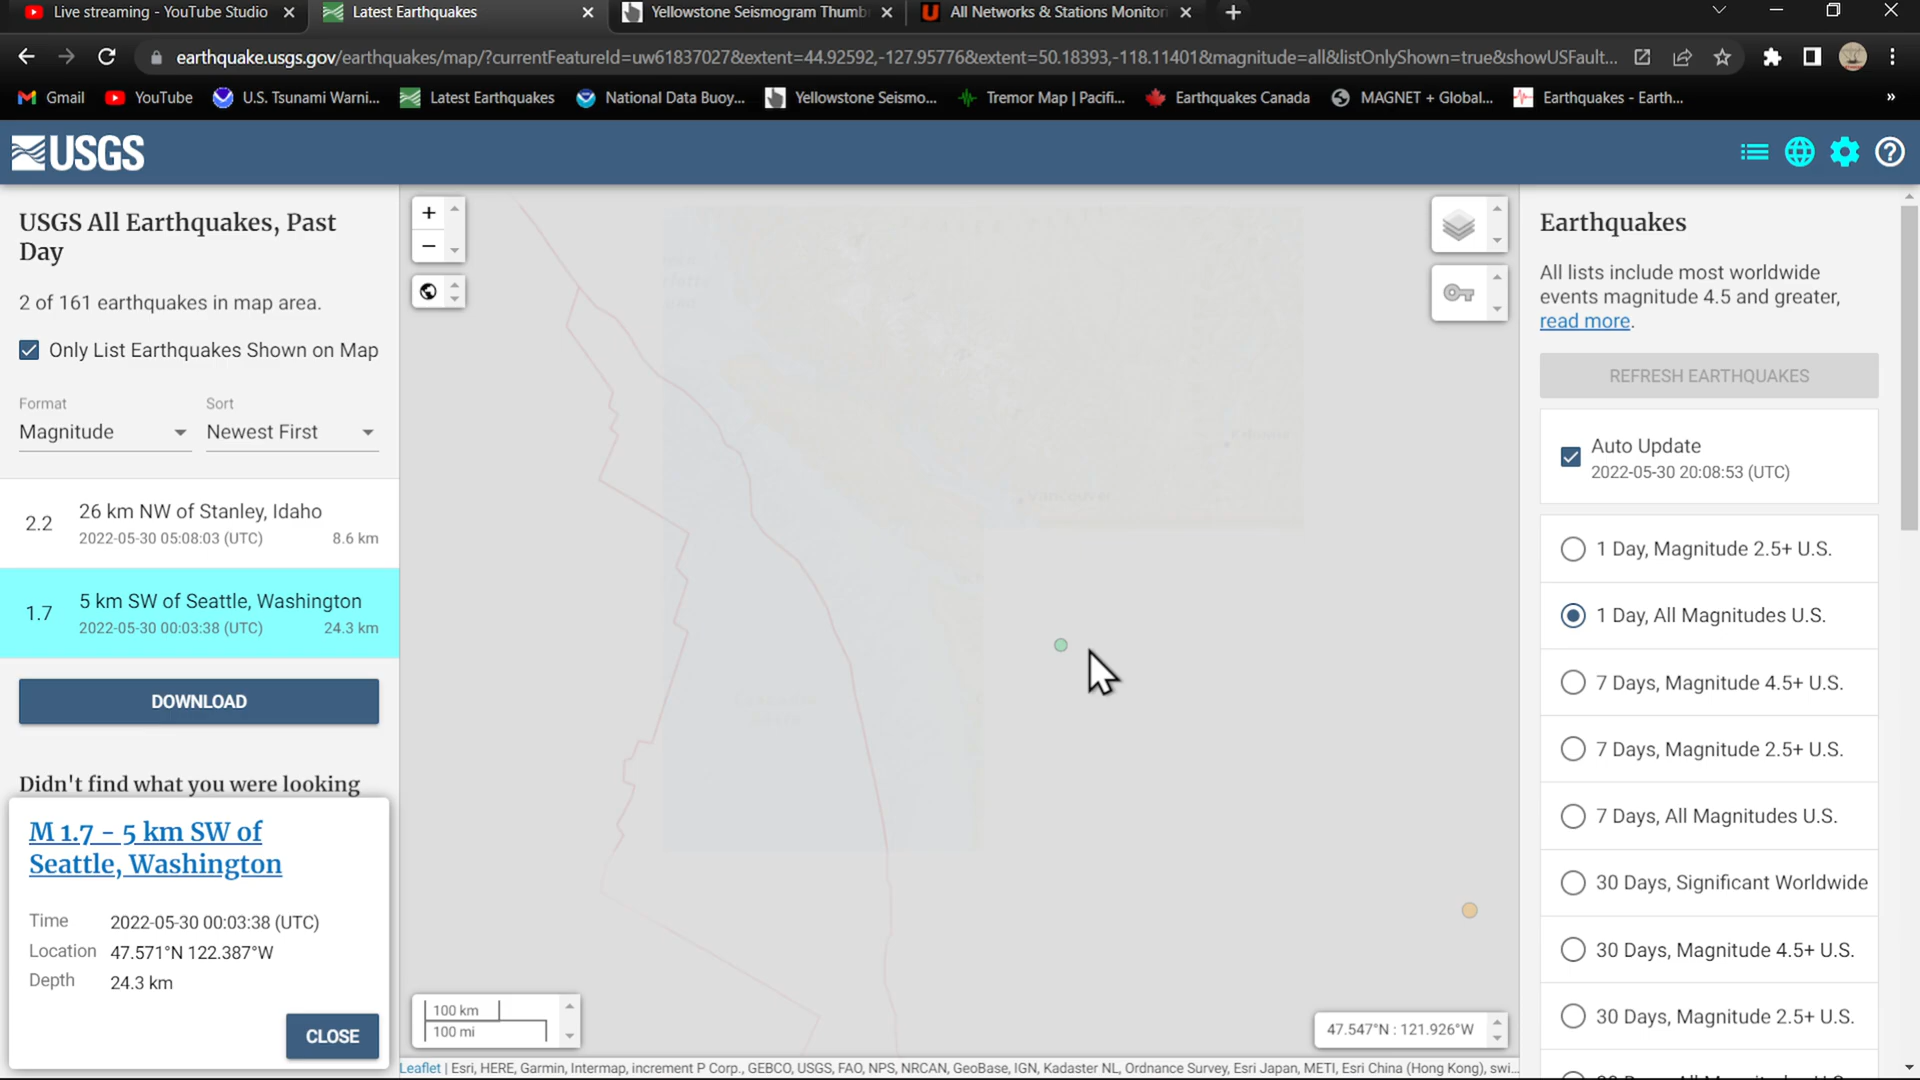 Live streaming - YouTube Studio
Latest Earthquakes
Yellowstone Seismogram Thumb
All Networks & Stations Monitori
earthquake.usgs.gov/earthquakes/map/?currentFeatureId=uw61837027&extent=44.92592,-127.95776&extent=50.18393,-118.11401&magnitude=all&listOnlyShown=true&showUSFault...
Gmail
YouTube
U.S. Tsunami Warni...
Latest Earthquakes
National Data Buoy...
Yellowstone Seismo...
Tremor Map | Pacifi...
Earthquakes Canada
MAGNET + Global...
Earthquakes - Earth...
»
USGS
USGS All Earthquakes, Past
Day
2 of 161 earthquakes in map area.
Only List Earthquakes Shown on Map
Format
Sort
Magnitude
Newest First
2.2
26 km NW of Stanley, Idaho
2022-05-30 05:08:03 (UTC)
8.6 km
1.7
5 km SW of Seattle, Washington
2022-05-30 00:03:38 (UTC)
24.3 km
DOWNLOAD
Didn't find what you were looking
M 1.7 - 5 km SW of
Seattle, Washington
Time 2022-05-30 00:03:38 (UTC)
Location 47.571°N 122.387°W
Depth 24.3 km
CLOSE
+
−
Vancouver
100 km
100 mi
47.547°N : 121.926°W
Leaflet | Esri, HERE, Garmin, Intermap, increment P Corp., GEBCO, USGS, FAO, NPS, NRCAN, GeoBase, IGN, Kadaster NL, Ordnance Survey, Esri Japan, METI, Esri China (Hong Kong), swi...
Earthquakes
All lists include most worldwide
events magnitude 4.5 and greater,
read more.
REFRESH EARTHQUAKES
Auto Update
2022-05-30 20:08:53 (UTC)
1 Day, Magnitude 2.5+ U.S.
1 Day, All Magnitudes U.S.
7 Days, Magnitude 4.5+ U.S.
7 Days, Magnitude 2.5+ U.S.
7 Days, All Magnitudes U.S.
30 Days, Significant Worldwide
30 Days, Magnitude 4.5+ U.S.
30 Days, Magnitude 2.5+ U.S.